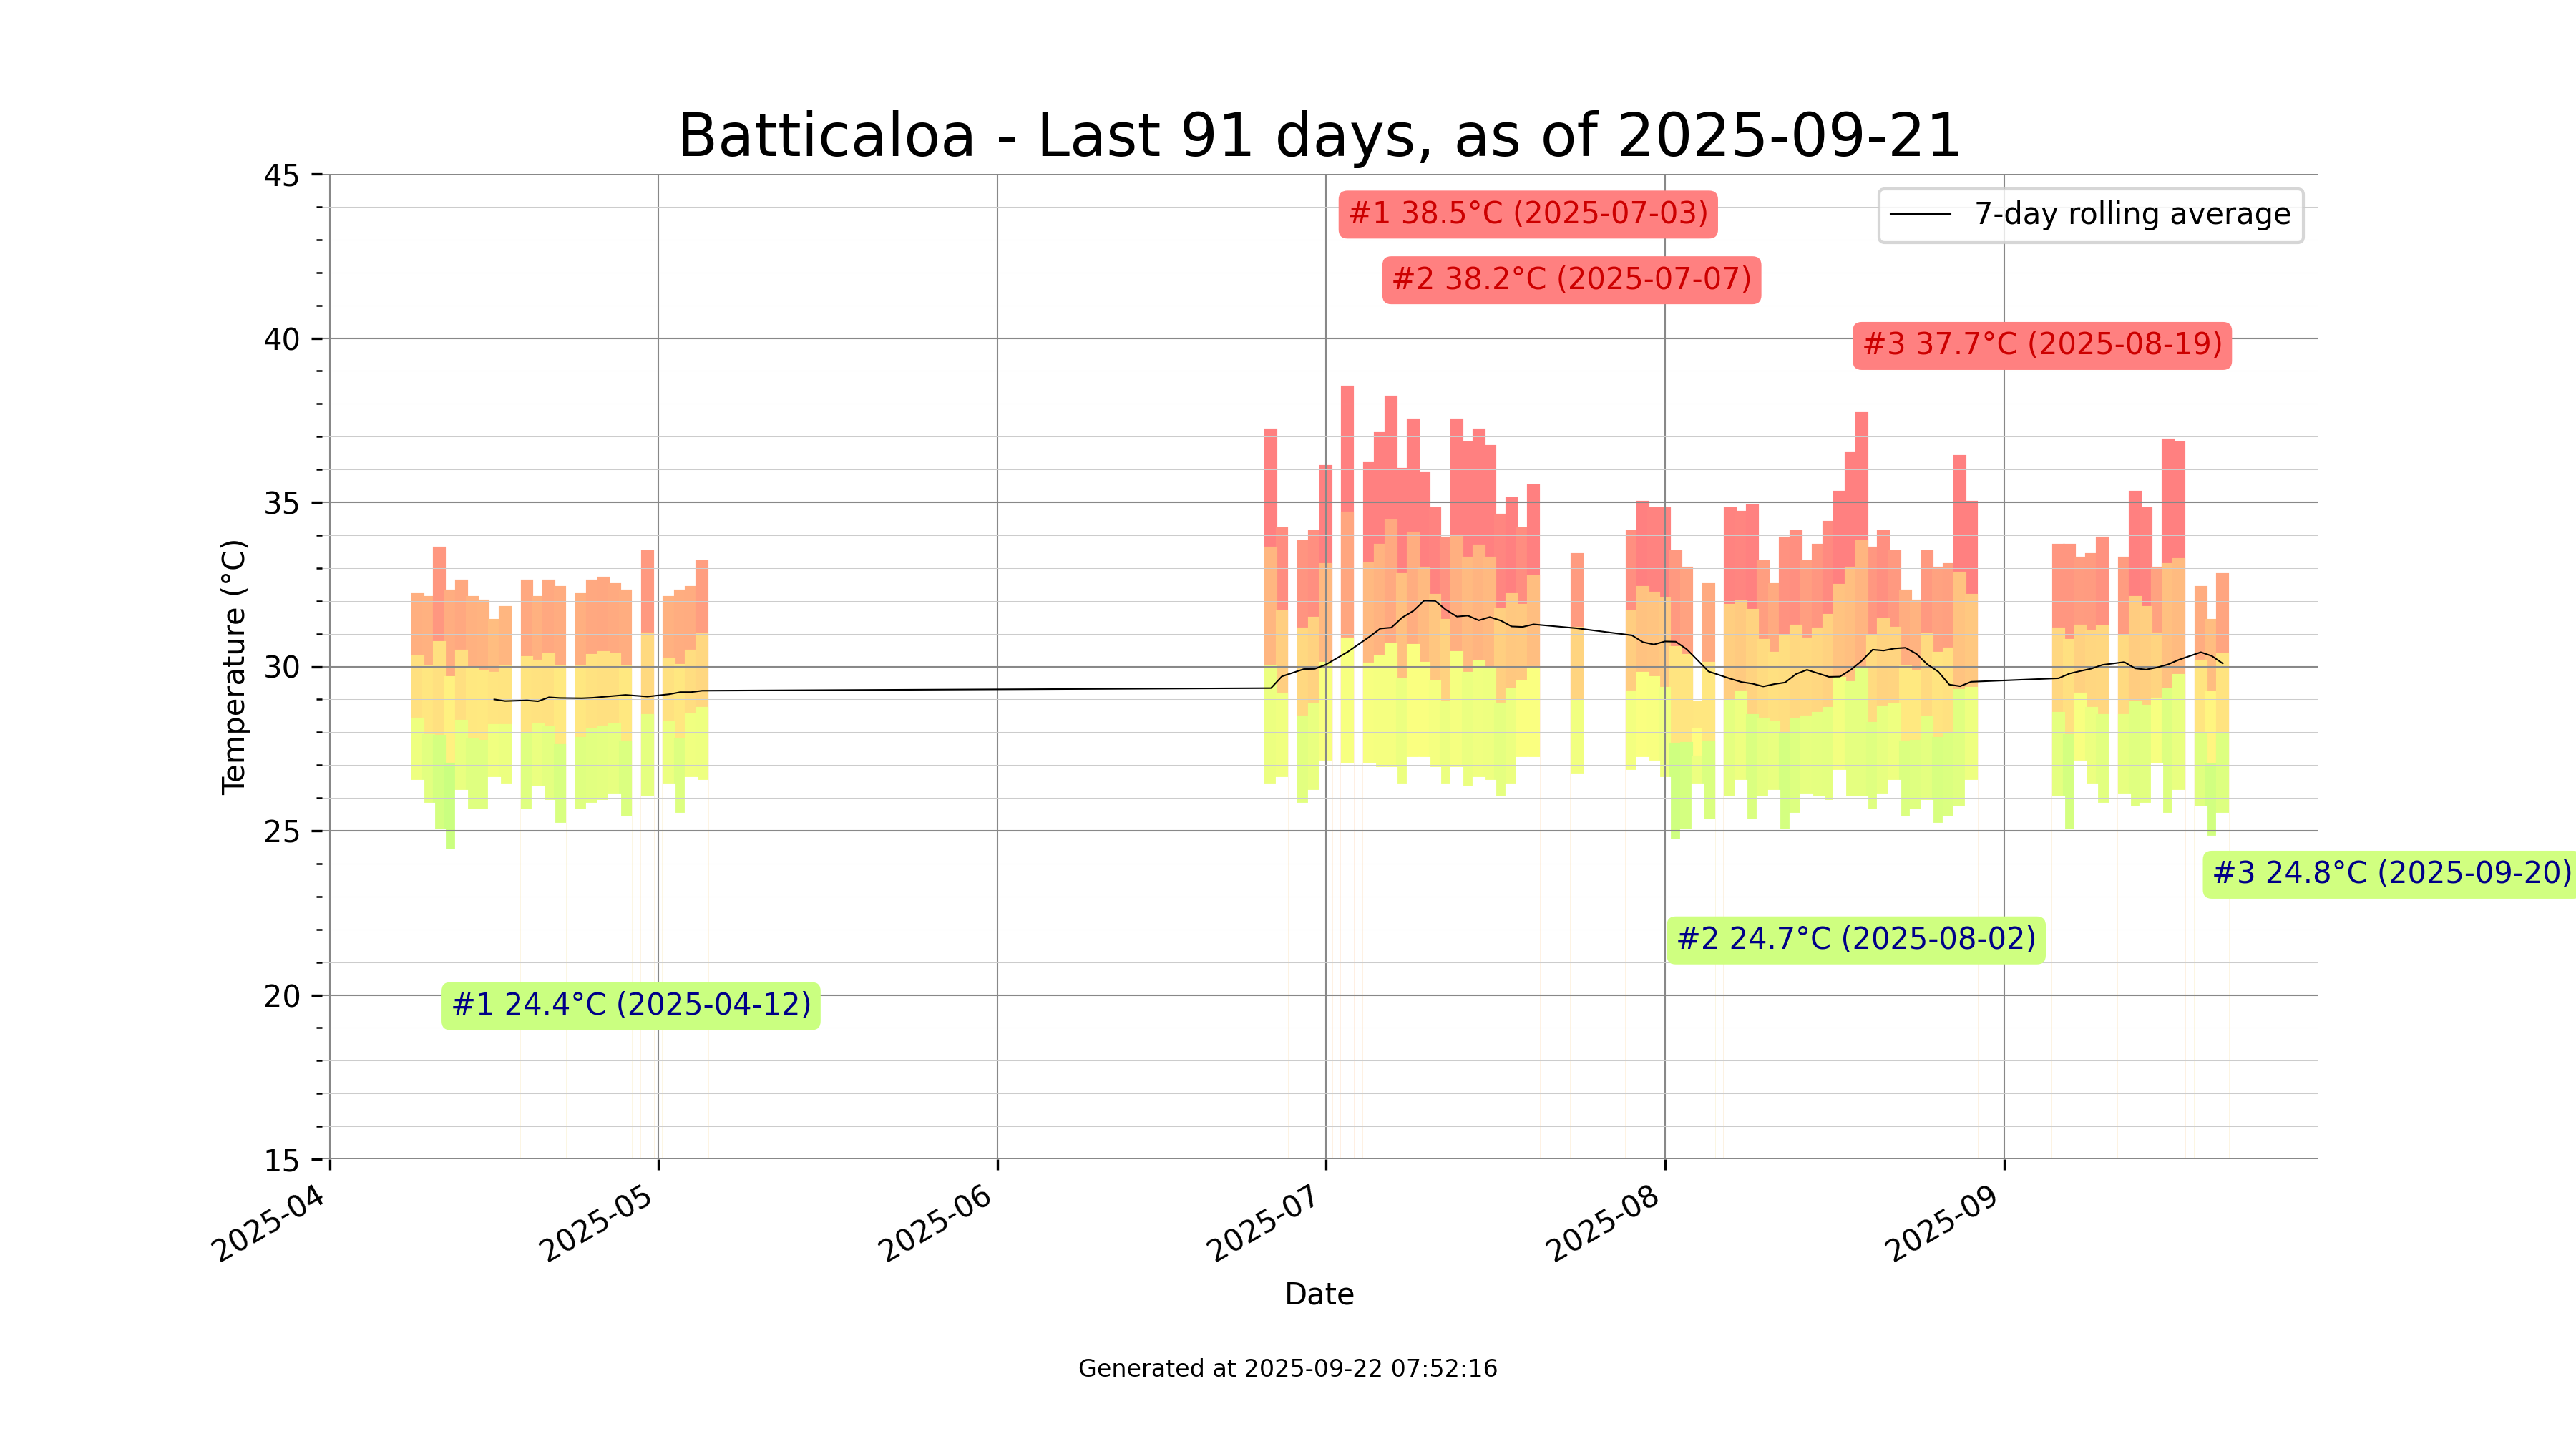 Batticaloa - Last 91 days, as of 2025-09-21
45
40
35
30
25
20
15
Temperature (°C)
#1 38.5°C (2025-07-03)
7-day rolling average
#2 38.2°C (2025-07-07)
#3 37.7°C (2025-08-19)
#3 24.8°C (2025-09-20)
#2 24.7°C (2025-08-02)
#1 24.4°C (2025-04-12)
2025-04
2025-05
2025-06
2025-07
2025-08
2025-09
Date
Generated at 2025-09-22 07:52:16